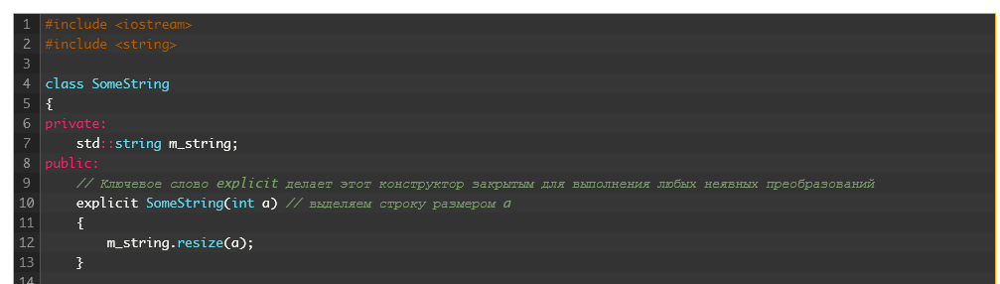 1 #include <iostream>
2 #include <string>
3
4 class SomeString
5 {
6 private:
7     std::string m_string;
8 public:
9     // Ключевое слово explicit делает этот конструктор закрытым для выполнения любых неявных преобразований
10     explicit SomeString(int a) // выделяем строку размером a
11     {
12         m_string.resize(a);
13     }
14